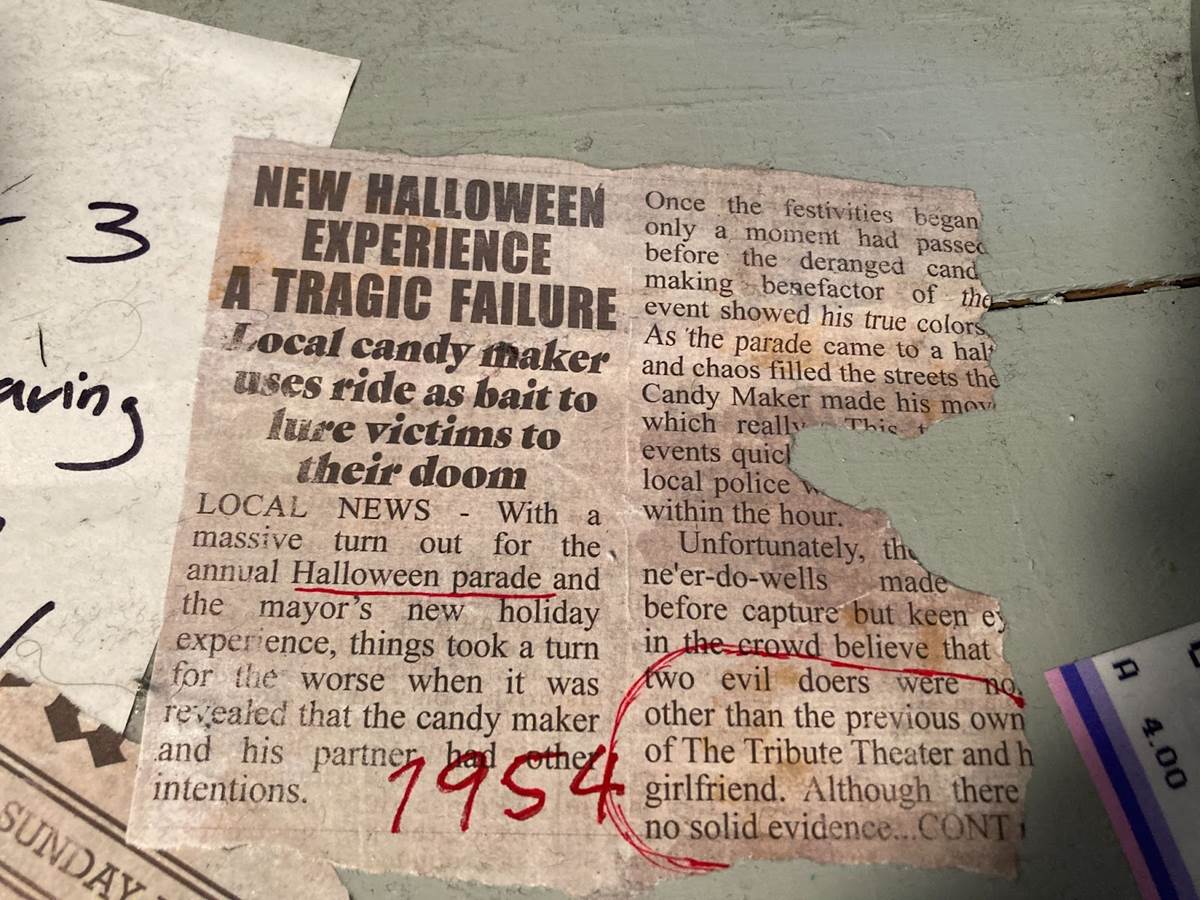 3
NEW HALLOWEEN
EXPERIENCE
A TRAGIC FAILURE
Local candy maker
uses ride as bait to
lure victims to
their doom
LOCAL NEWS - With a
massive turn out for the
annual Halloween parade and
the mayor's new holiday
experience, things took a turn
for the worse when it was
revealed that the candy maker
and his partner had other
intentions.
1954
Once the festivities began
only a moment had passed
before the deranged cand
making benefactor of the
event showed his true colors.
As the parade came to a hal
and chaos filled the streets the
Candy Maker made his mov
which really This
events quic
local police
within the hour.
Unfortunately, the
ne'er-do-wells made
before capture but keen ey
in the crowd believe that
two evil doers were no
other than the previous own
of The Tribute Theater and h
girlfriend. Although there
no solid evidence...CONT
SUNDAY
A 4.00